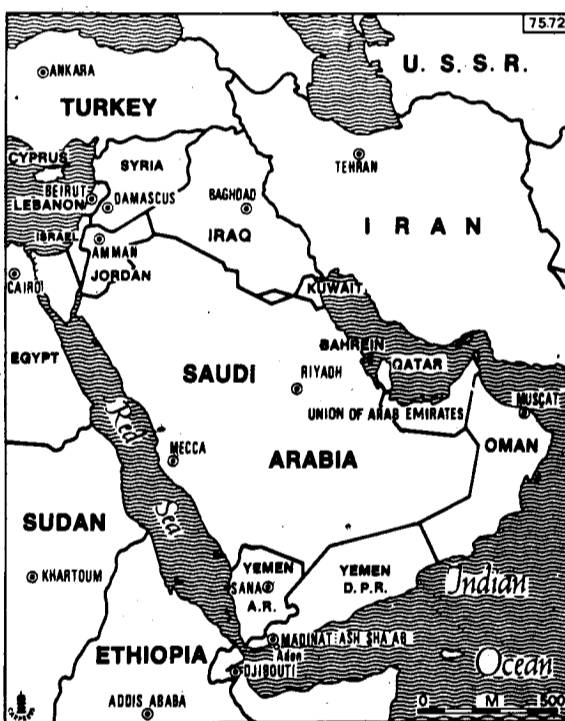 75.72
U. S. S. R.
ANKARA
TURKEY
CYPRUS
SYRIA
TEHRAN
BEIRUT
LEBANON
DAMASCUS
BAGHDAD
IRAN
ISRAEL
AMMAN
IRAQ
JORDAN
CAIRO
KUWAIT
EGYPT
BAHREIN
QATAR
SAUDI
RIYADH
UNION OF ARAB EMIRATES
MUSCAT
Red
OMAN
MECCA
ARABIA
Sea
SUDAN
KHARTOUM
YEMEN
SANA
A.R.
YEMEN
D.P.R.
Indian
MADINAT ASH SHA'AB
Aden
ETHIOPIA
DJIBOUTI
Ocean
ADDIS ABABA
0 M 500